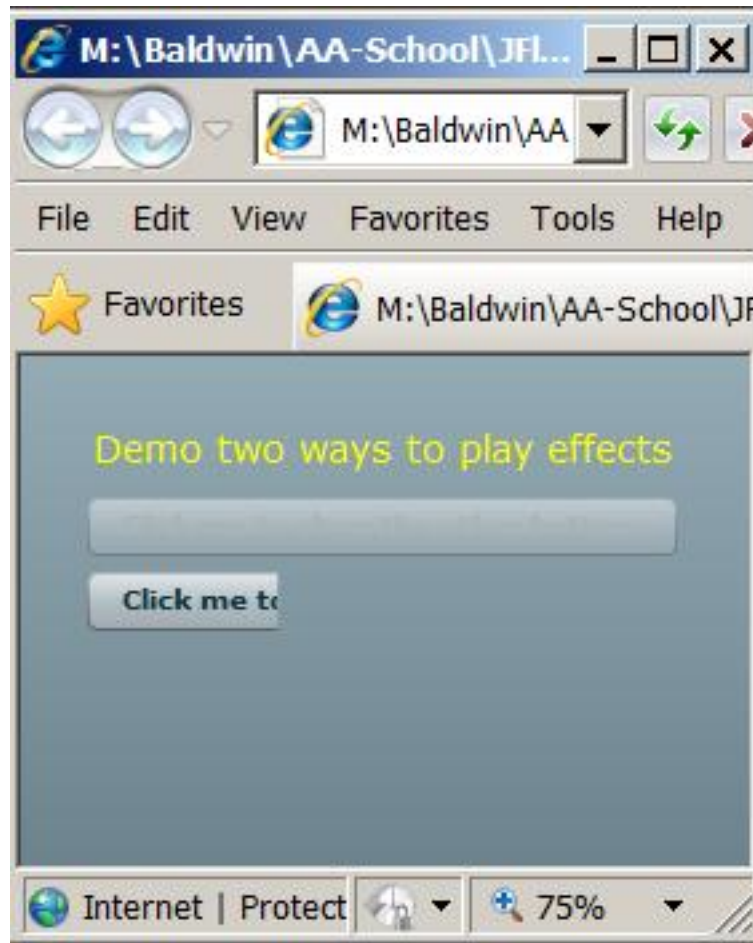 M:\Baldwin\AA-School\JFl...
M:\Baldwin\AA
File Edit View Favorites Tools Help
Favorites M:\Baldwin\AA-School\JF
Demo two ways to play effects
Click me to
Internet | Protect 75%